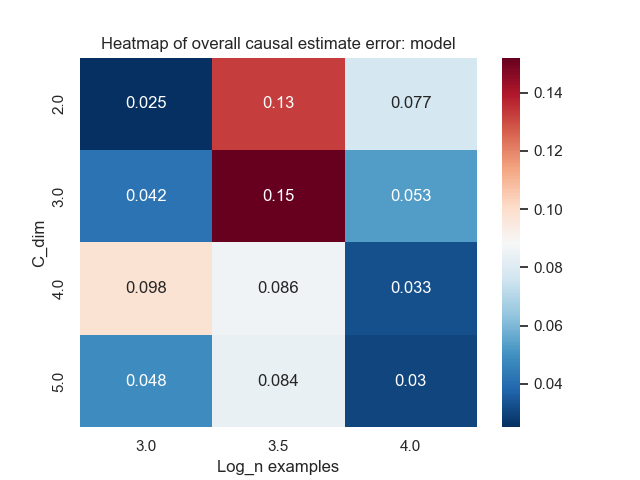 Heatmap of overall causal estimate error: model
C_dim
2.0 0.025 0.13 0.077
3.0 0.042 0.15 0.053
4.0 0.098 0.086 0.033
5.0 0.048 0.084 0.03
3.0 3.5 4.0
Log_n examples
0.14
0.12
0.10
0.08
0.06
0.04